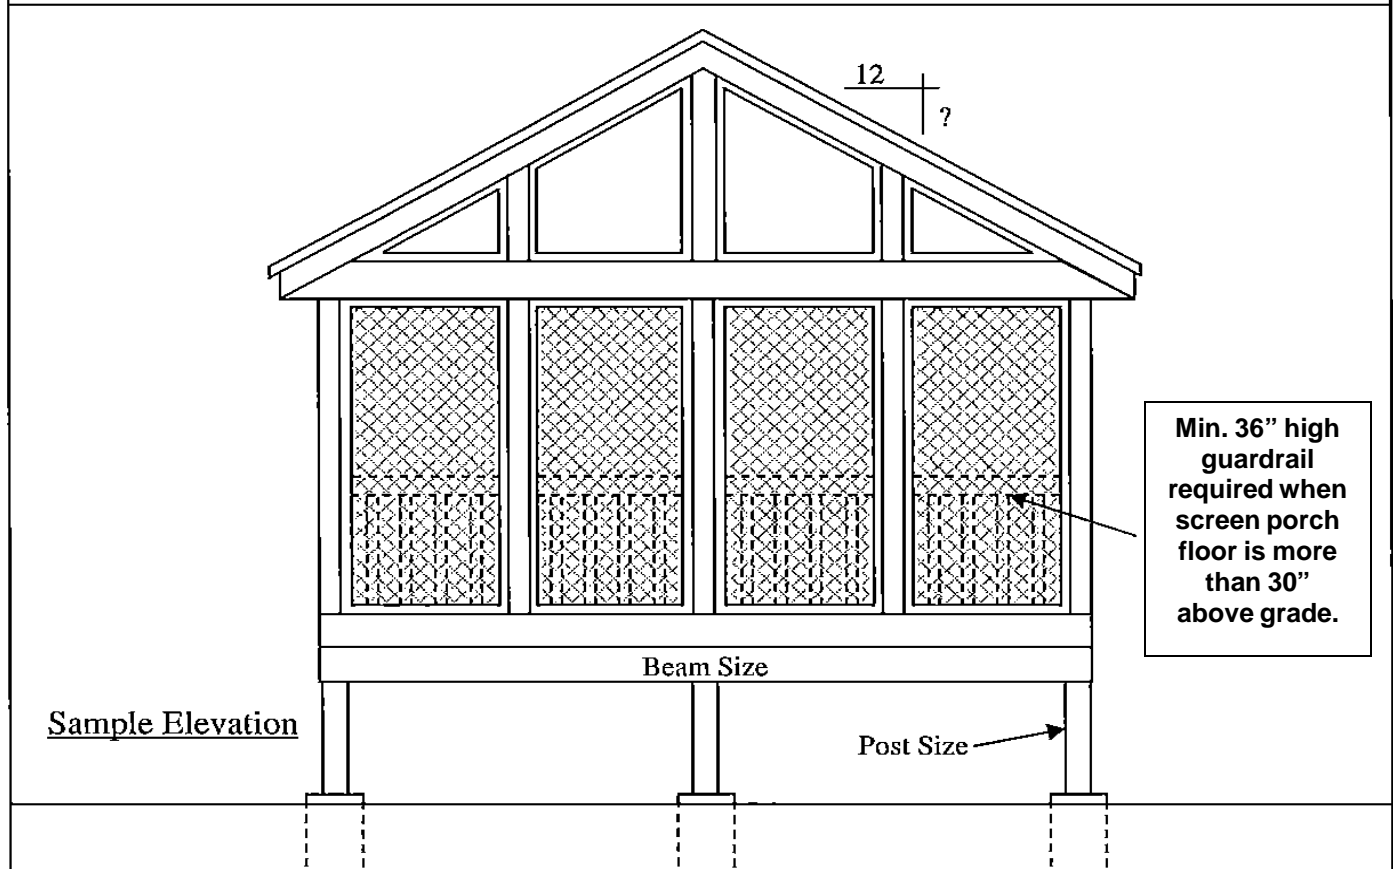 12
?
Min. 36” high
guardrail
required when
screen porch
floor is more
than 30”
above grade.
Beam Size
Sample Elevation
Post Size